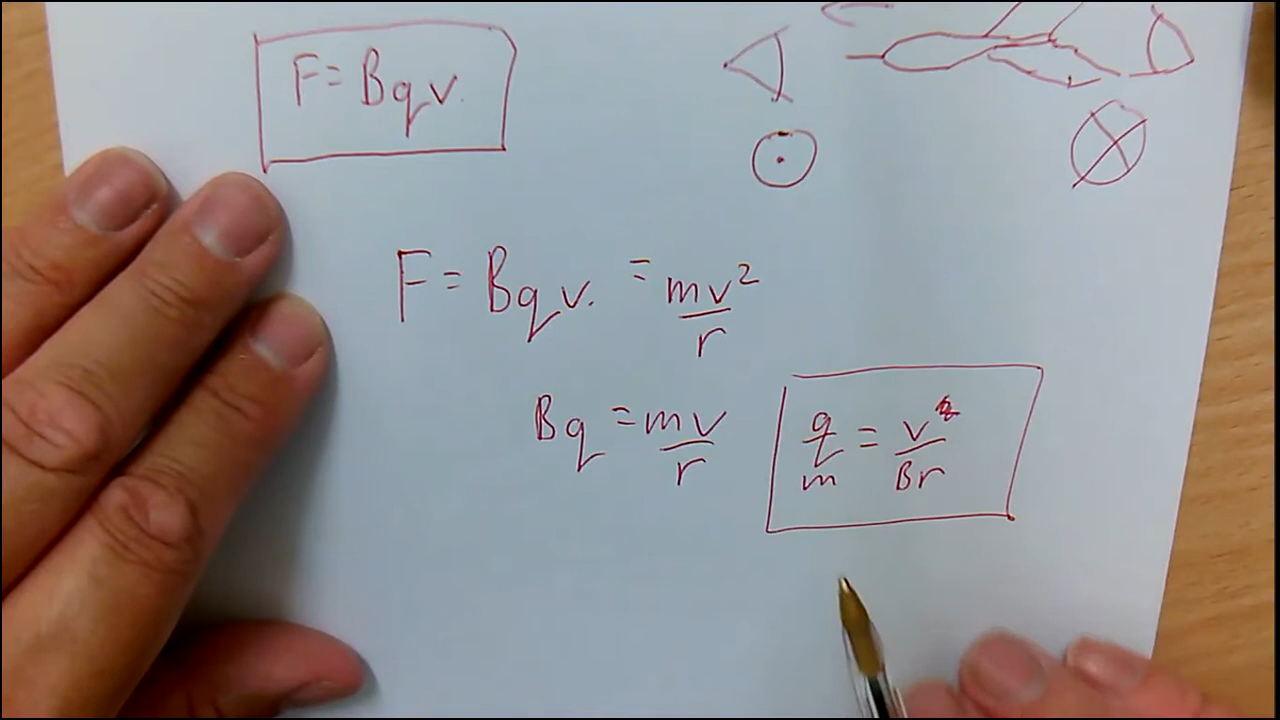 F = Bqv.
F = Bqv. = mv²/r
Bq = mv/r
q/m = v/Br